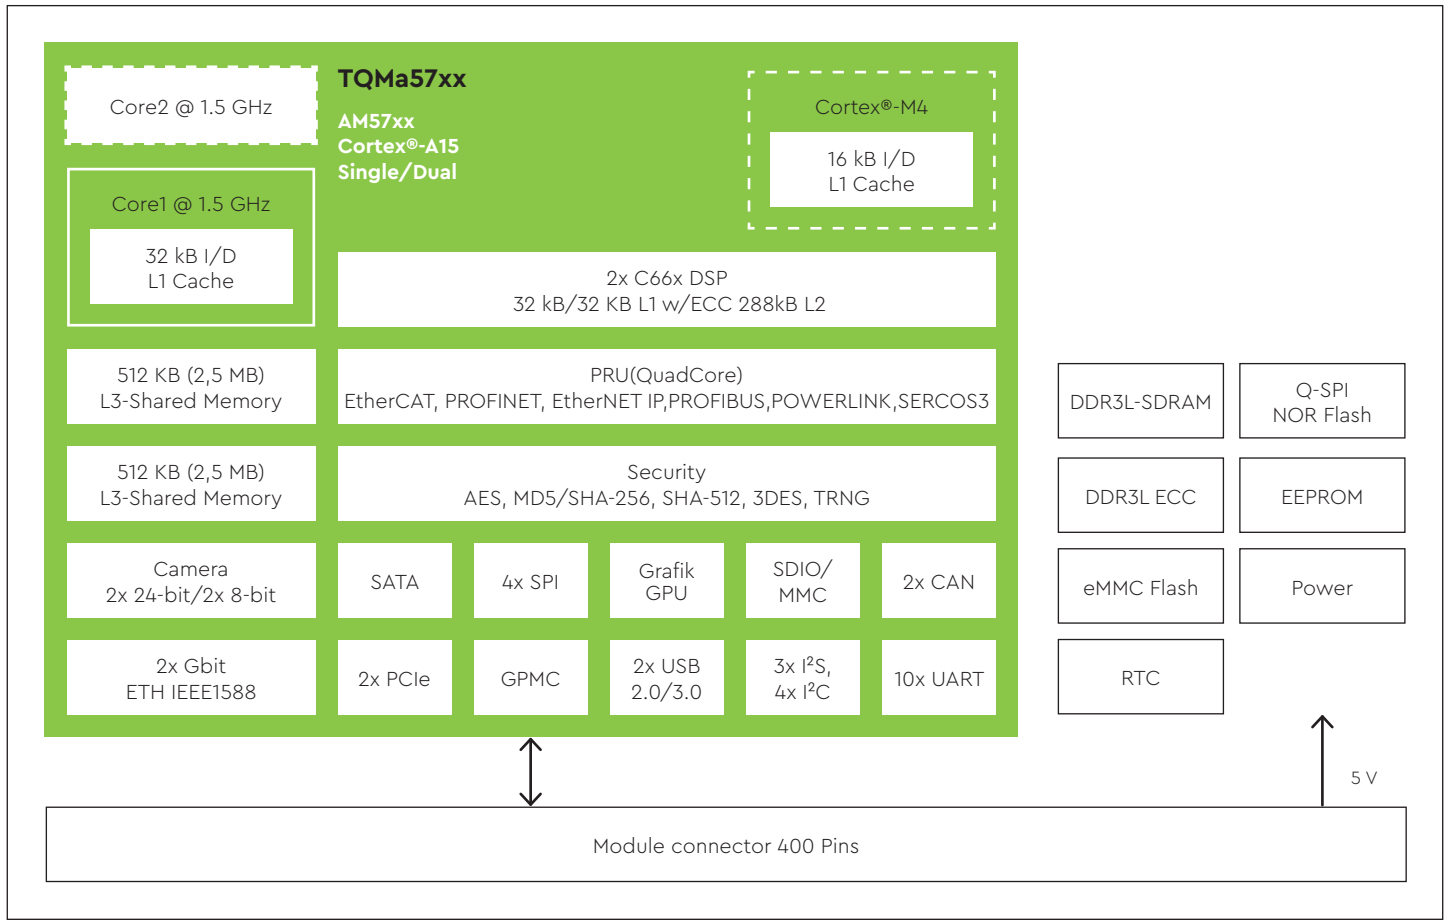 TQMa57xx
AM57xx
Cortex®-A15
Single/Dual
Core2 @ 1.5 GHz
Core1 @ 1.5 GHz
32 kB I/D
L1 Cache
Cortex®-M4
16 kB I/D
L1 Cache
2x C66x DSP
32 kB/32 KB L1 w/ECC 288kB L2
512 KB (2,5 MB)
L3-Shared Memory
PRU(QuadCore)
EtherCAT, PROFINET, EtherNET IP,PROFIBUS,POWERLINK,SERCOS3
512 KB (2,5 MB)
L3-Shared Memory
Security
AES, MD5/SHA-256, SHA-512, 3DES, TRNG
Camera
2x 24-bit/2x 8-bit
SATA
4x SPI
Grafik
GPU
SDIO/
MMC
2x CAN
2x Gbit
ETH IEEE1588
2x PCIe
GPMC
2x USB
2.0/3.0
3x I²S,
4x I²C
10x UART
DDR3L-SDRAM
Q-SPI
NOR Flash
DDR3L ECC
EEPROM
eMMC Flash
Power
RTC
5 V
Module connector 400 Pins